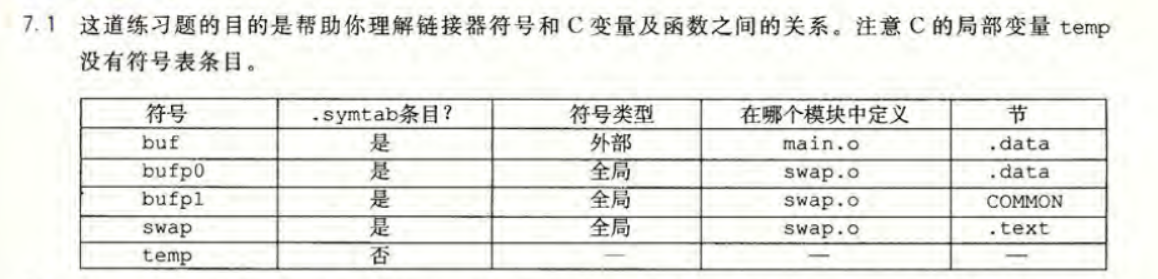 7.1 这道练习题的目的是帮助你理解链接器符号和 C 变量及函数之间的关系。注意 C 的局部变量 temp
没有符号表条目。
符号 .symtab条目? 符号类型 在哪个模块中定义 节
buf 是 外部 main.o .data
bufp0 是 全局 swap.o .data
bufp1 是 全局 swap.o COMMON
swap 是 全局 swap.o .text
temp 否 — — —